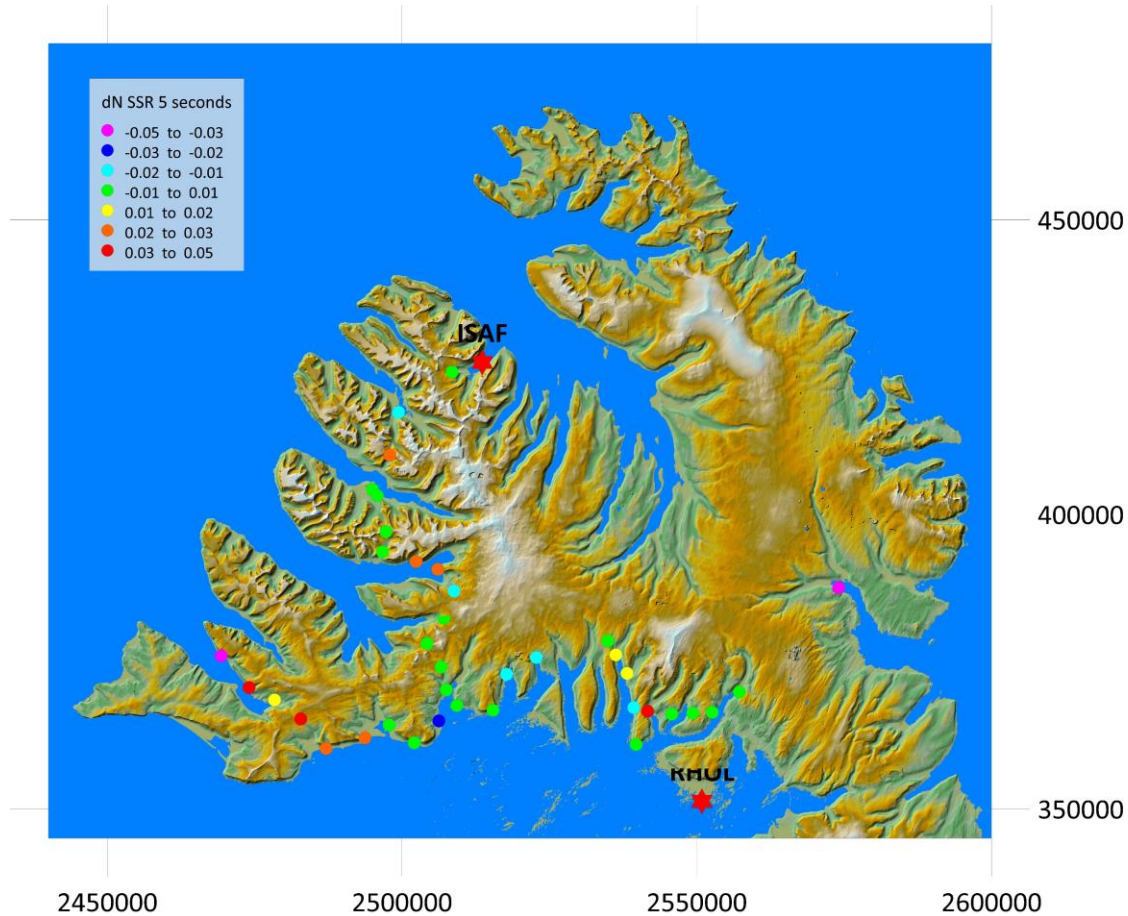 dN SSR 5 seconds
-0.05 to -0.03
-0.03 to -0.02
-0.02 to -0.01
-0.01 to 0.01
0.01 to 0.02
0.02 to 0.03
0.03 to 0.05
450000
ISAF
400000
RHOL
350000
2450000 2500000 2550000 2600000